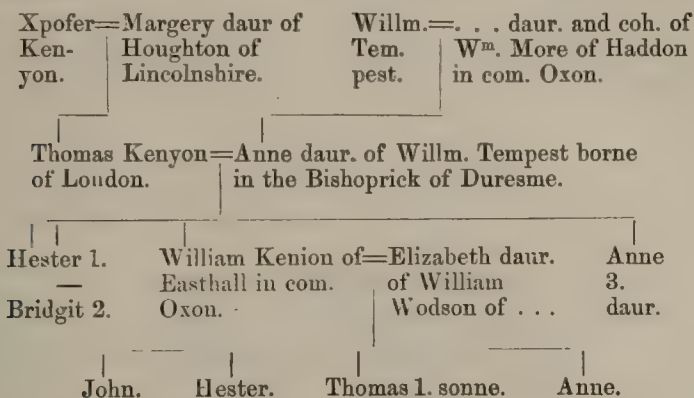 Xpofer=Margery daur of Willm.=. . . daur. and coh. of
Ken- Houghton of Tem. Wᵐ. More of Haddon
yon. Lincolnshire. pest. in com. Oxon.
Thomas Kenyon=Anne daur. of Willm. Tempest borne
of London. in the Bishoprick of Duresme.
Hester 1. William Kenion of=Elizabeth daur. Anne
— Easthall in com. of William 3.
Bridgit 2. Oxon. Wodson of . . . daur.
John. Hester. Thomas 1. sonne. Anne.